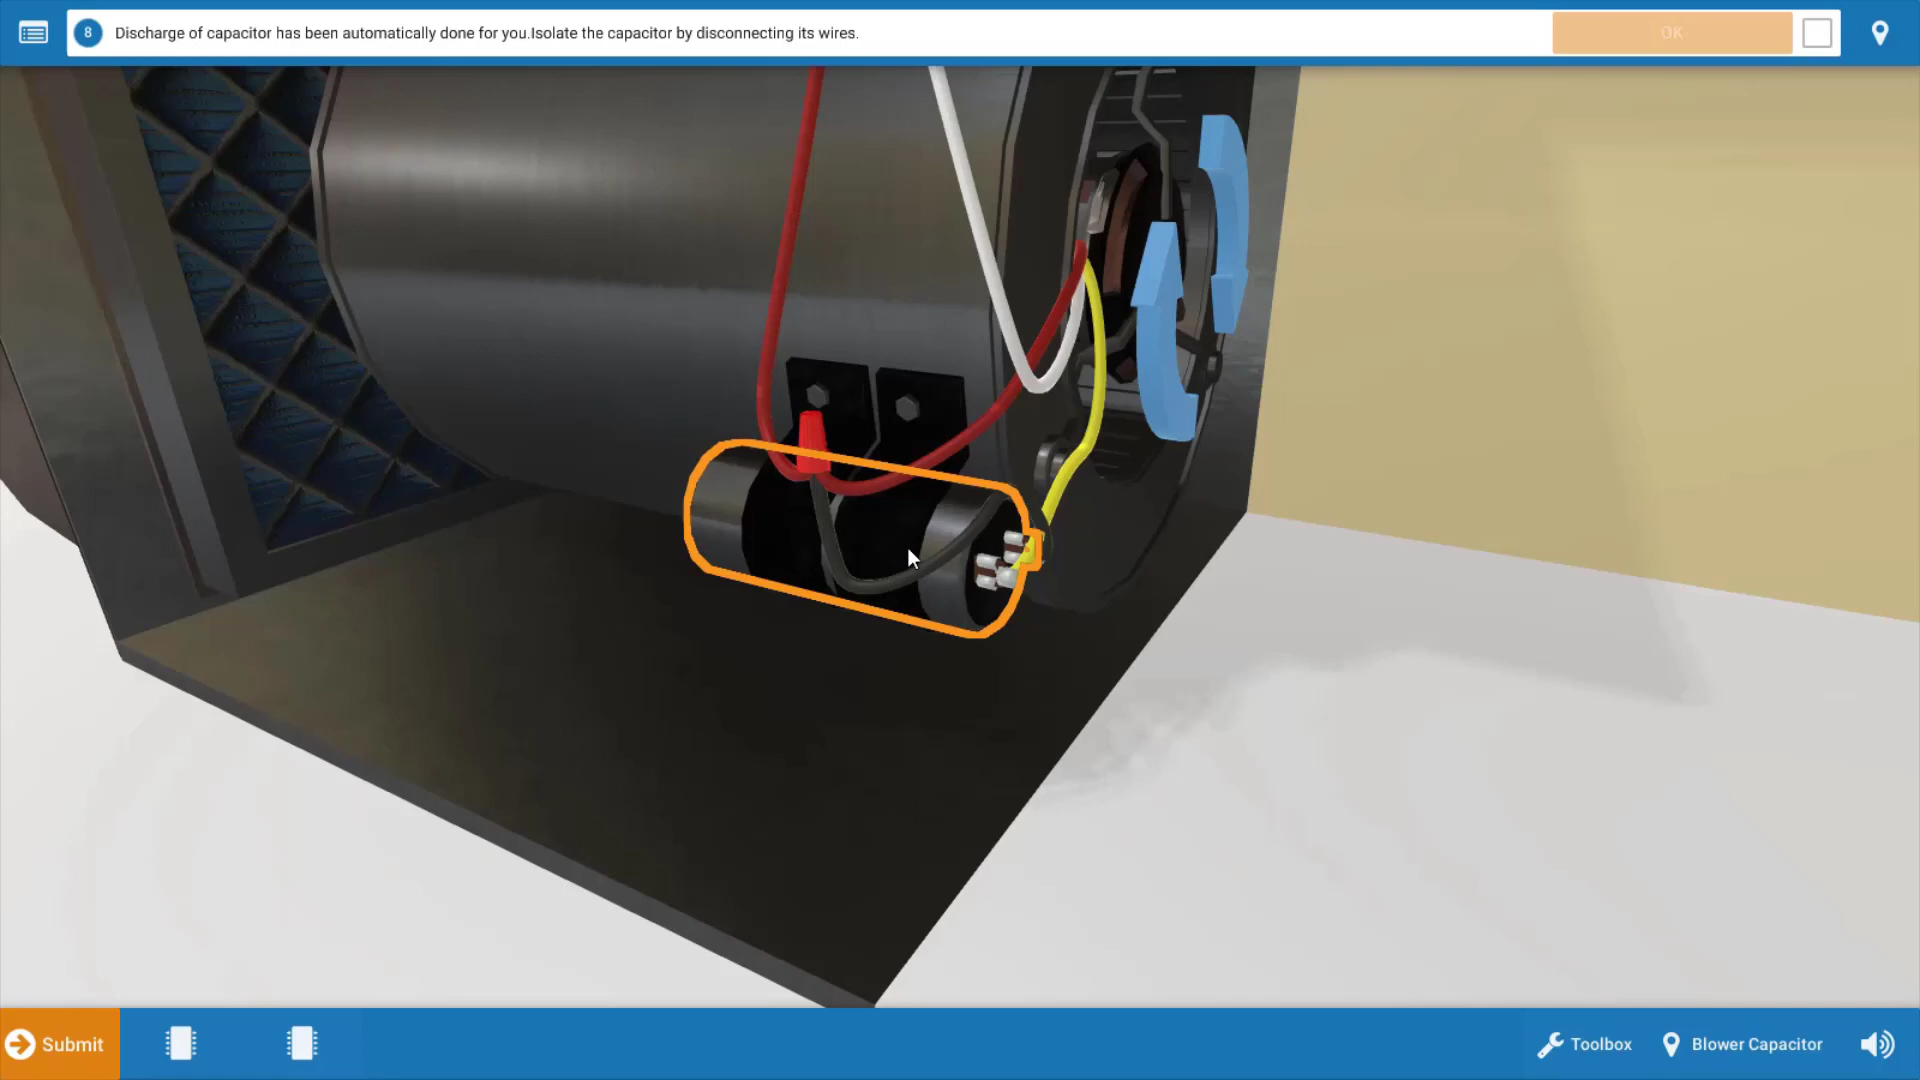 8 Discharge of capacitor has been automatically done for you.Isolate the capacitor by disconnecting its wires. OK
Submit Toolbox Blower Capacitor